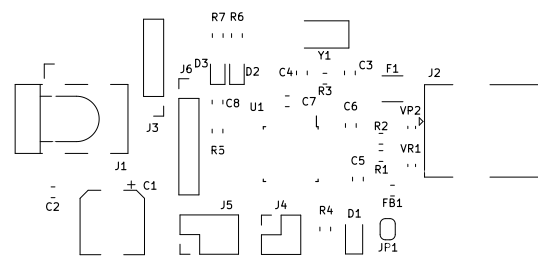 R7 R6
Y1
D3 J6 D2 C4 C3 F1 J2
R3
C8 U1 C7 C6 VP2
J3 R2
R5 VR1
J1 C5 R1
C2 C1 FB1
J5 J4 R4 D1
JP1